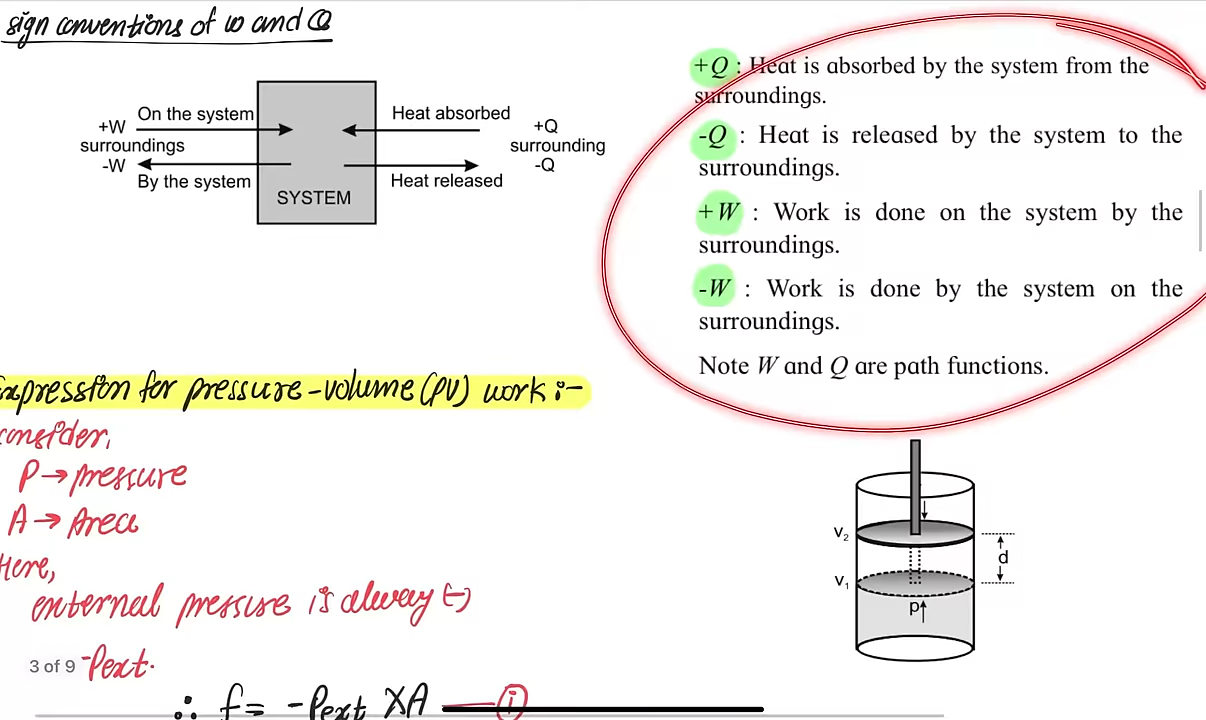 sign conventions of w and Q
On the system
+W
surroundings
-W
By the system
SYSTEM
Heat absorbed
+Q
surrounding
-Q
Heat released
+Q : Heat is absorbed by the system from the
surroundings.
-Q : Heat is released by the system to the
surroundings.
+W : Work is done on the system by the
surroundings.
-W : Work is done by the system on the
surroundings.
Note W and Q are path functions.
expression for pressure-volume (PV) work :-
consider,
P → pressure
A → Area
Here,
external pressure is always (-)
3 of 9 -Pext.
∴ f = -Pext X A — (i)
V2
d
V1
P↑